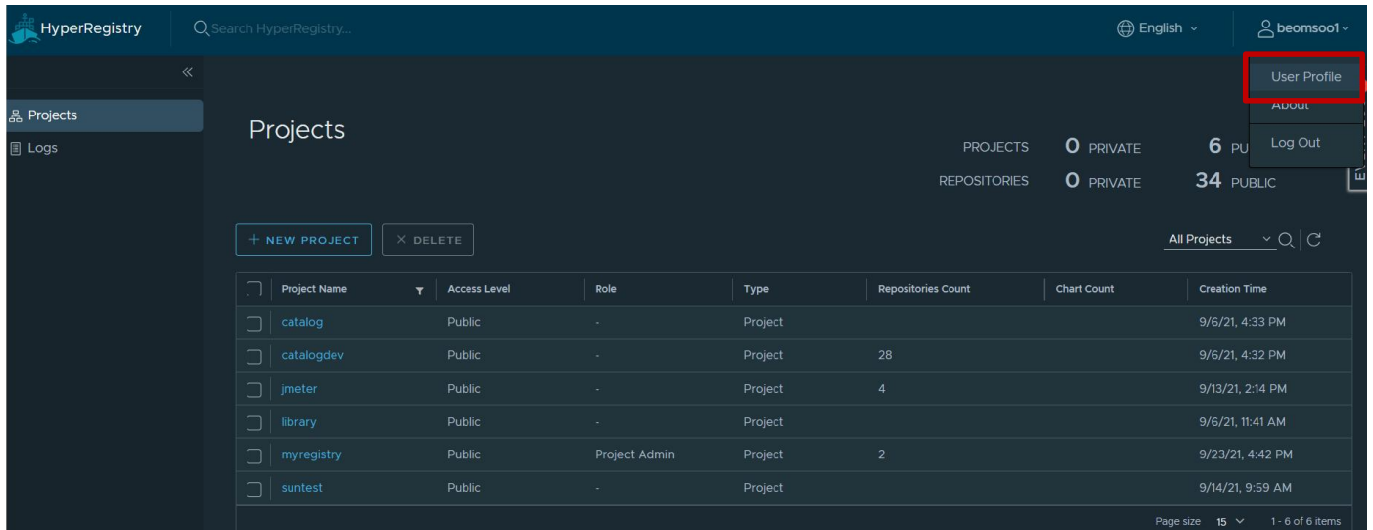 HyperRegistry Search HyperRegistry... English beomsoo1
User Profile
About
Log Out
Projects
Logs
Projects
PROJECTS 0 PRIVATE 6 PU
REPOSITORIES 0 PRIVATE 34 PUBLIC
+ NEW PROJECT × DELETE All Projects
Project Name Access Level Role Type Repositories Count Chart Count Creation Time
catalog Public - Project 9/6/21, 4:33 PM
catalogdev Public - Project 28 9/6/21, 4:32 PM
jmeter Public - Project 4 9/13/21, 2:14 PM
library Public - Project 9/6/21, 11:41 AM
myregistry Public Project Admin Project 2 9/23/21, 4:42 PM
suntest Public - Project 9/14/21, 9:59 AM
Page size 15 1 - 6 of 6 items